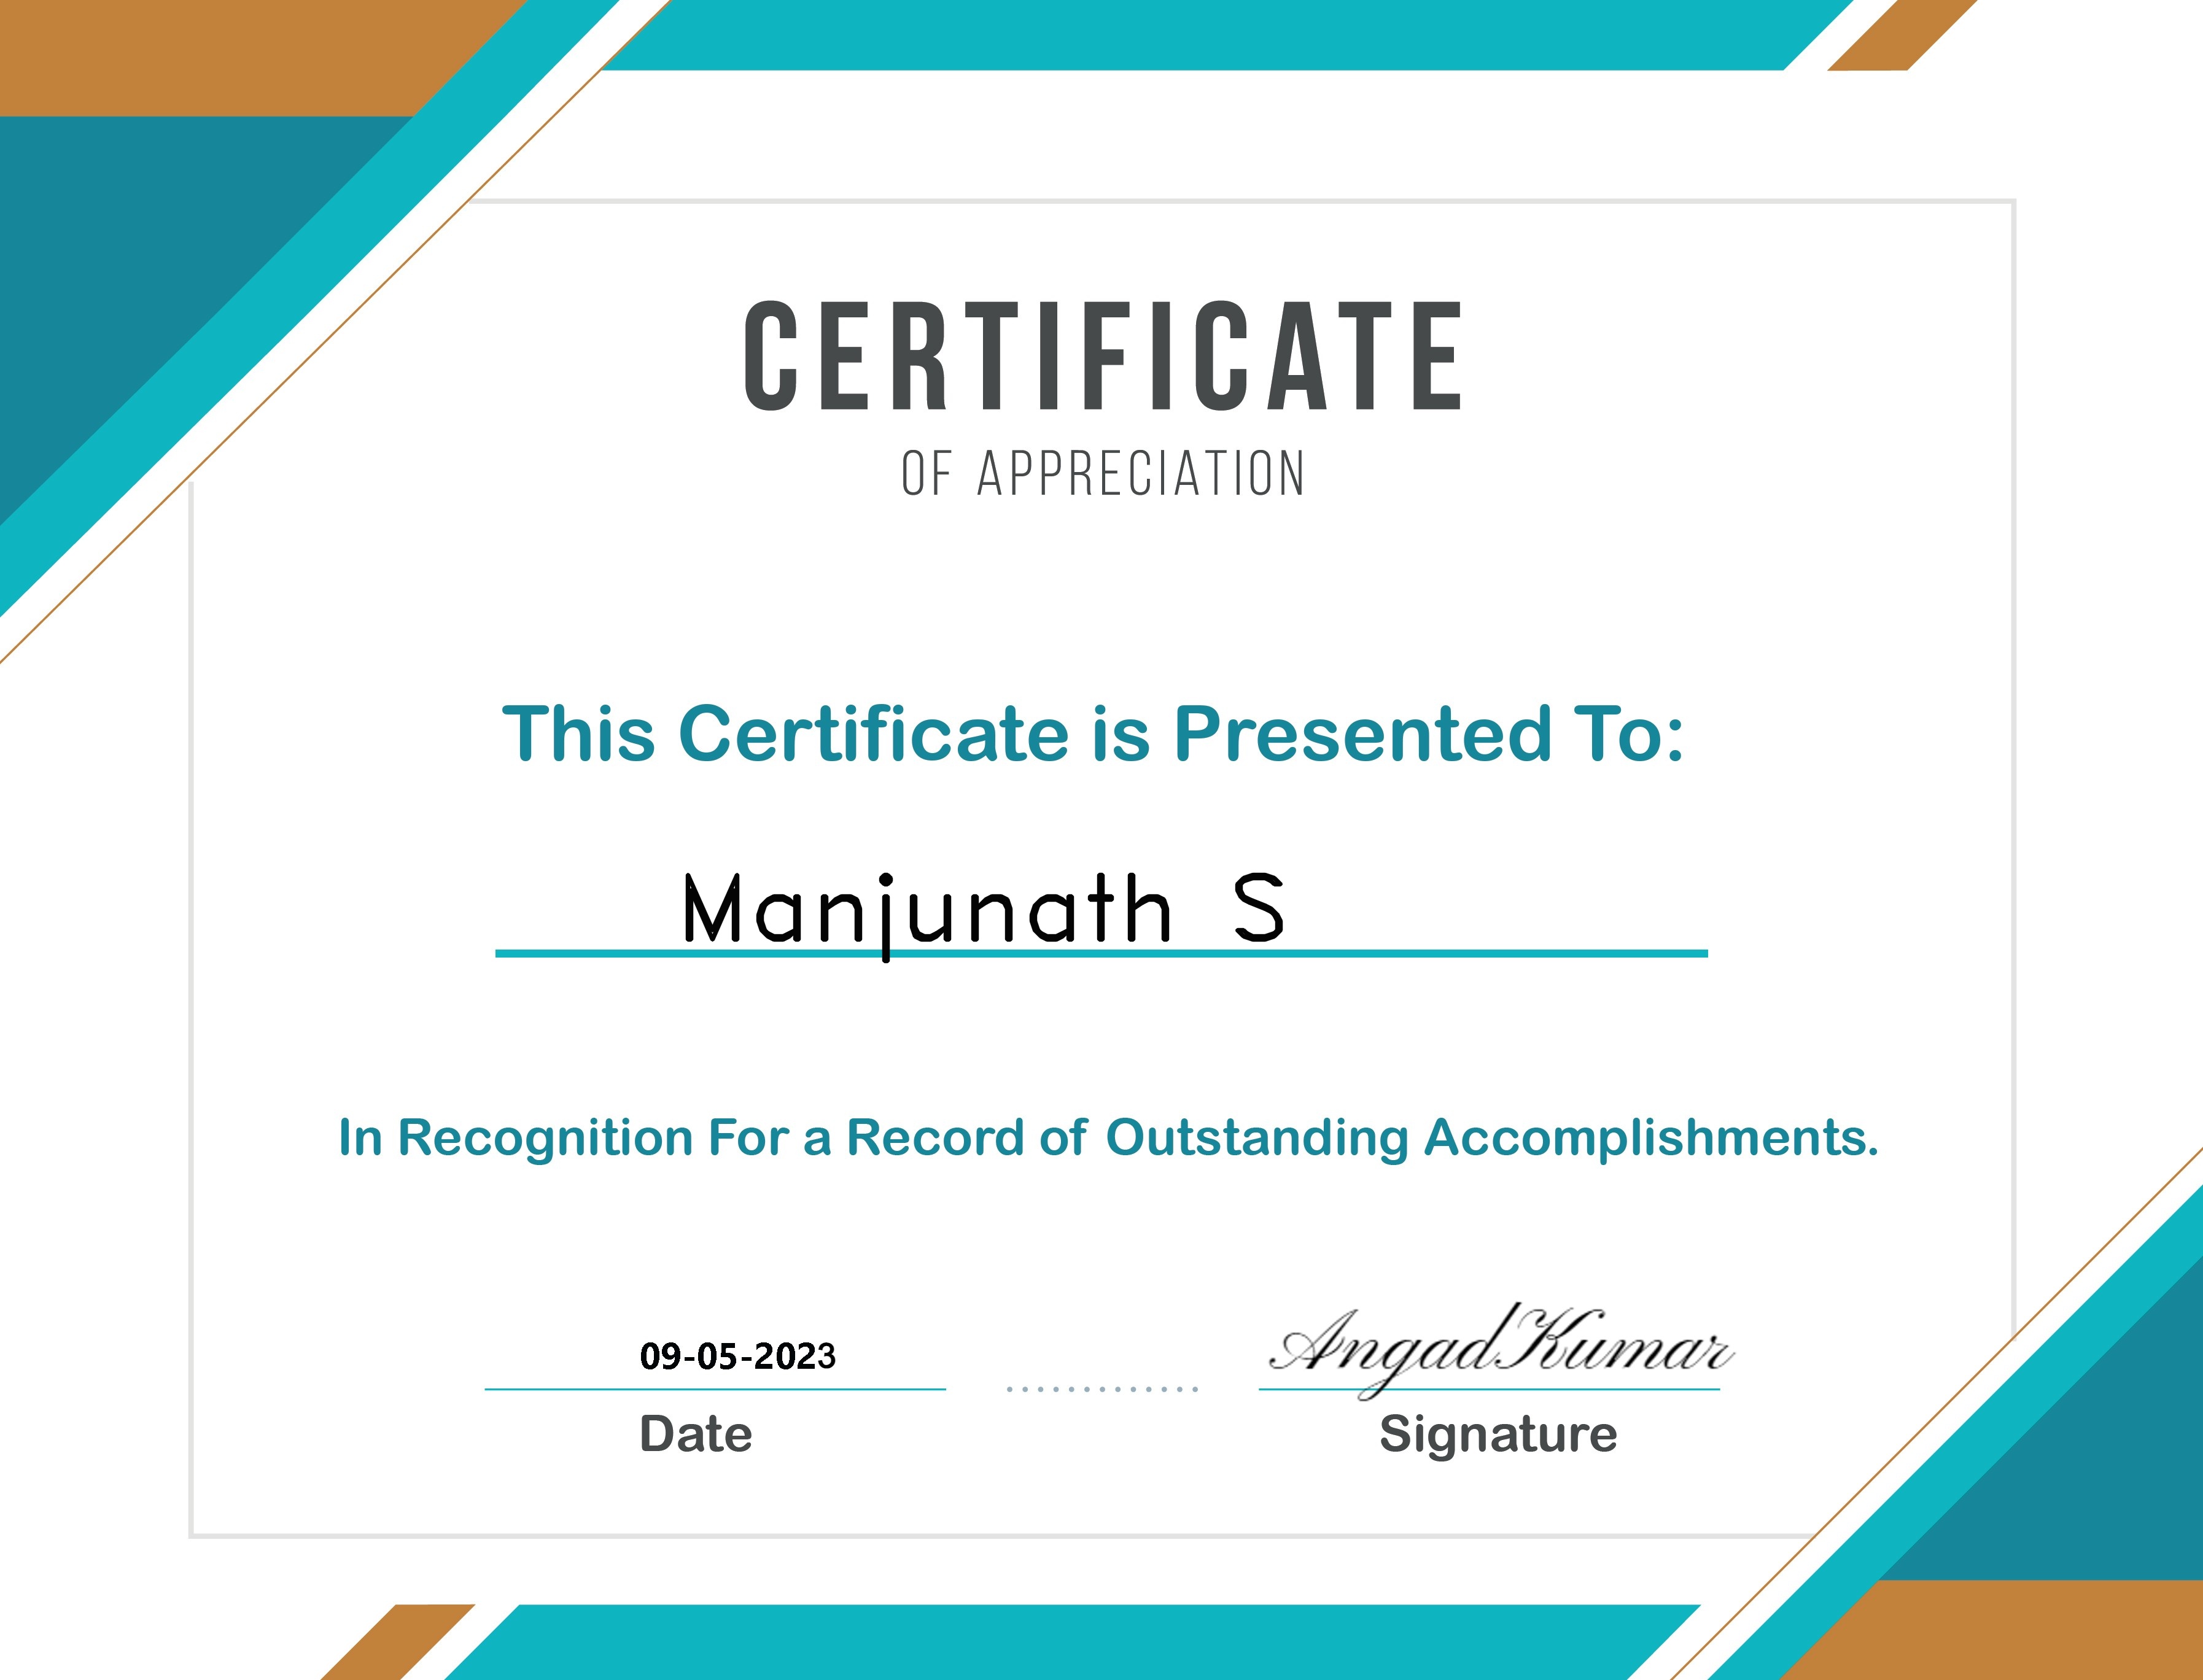 CERTIFICATE
OF APPRECIATION
This Certificate is Presented To:
Manjunath S
In Recognition For a Record of Outstanding Accomplishments.
09-05-2023 Angad Kumar
Date Signature